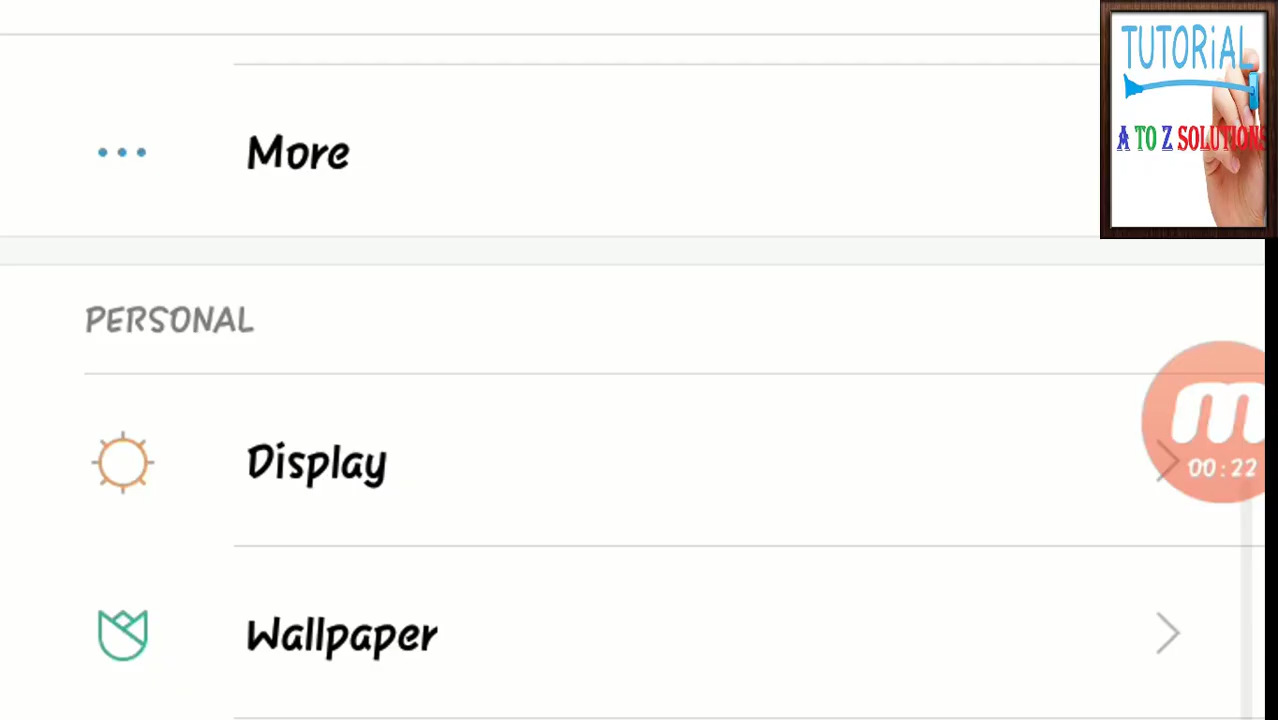 TUTORiAL
A TO Z SOLUTIONS
More
PERSONAL
Display
00:22
Wallpaper